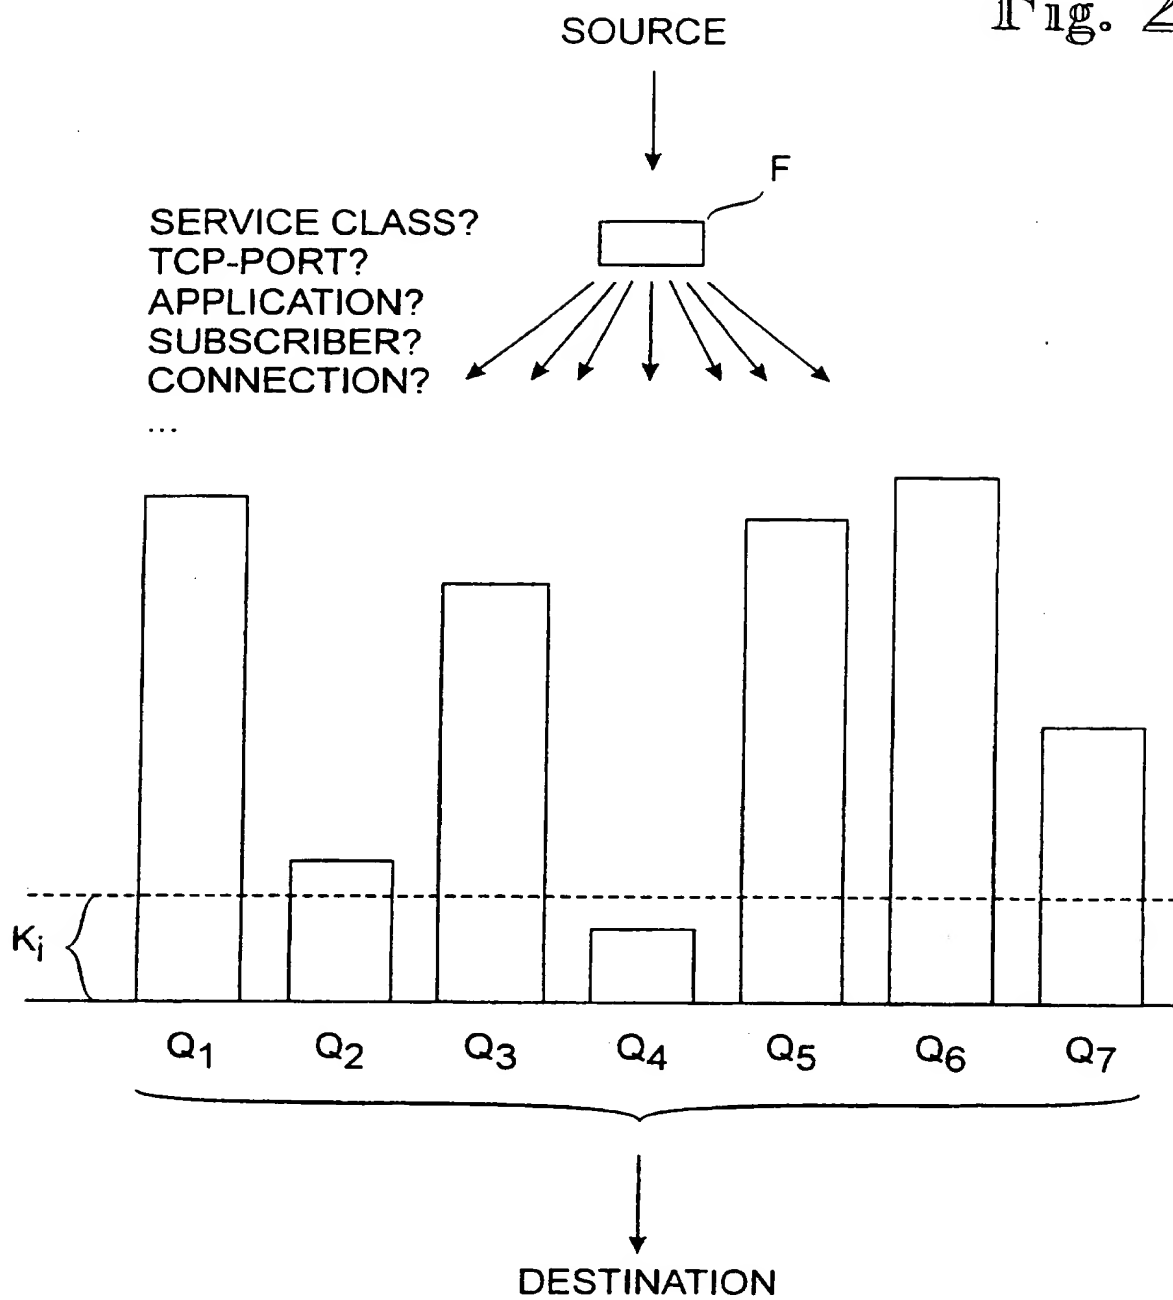 Fig. 2
SOURCE
F
SERVICE CLASS?
TCP-PORT?
APPLICATION?
SUBSCRIBER?
CONNECTION?
...
Ki
Q1 Q2 Q3 Q4 Q5 Q6 Q7
DESTINATION